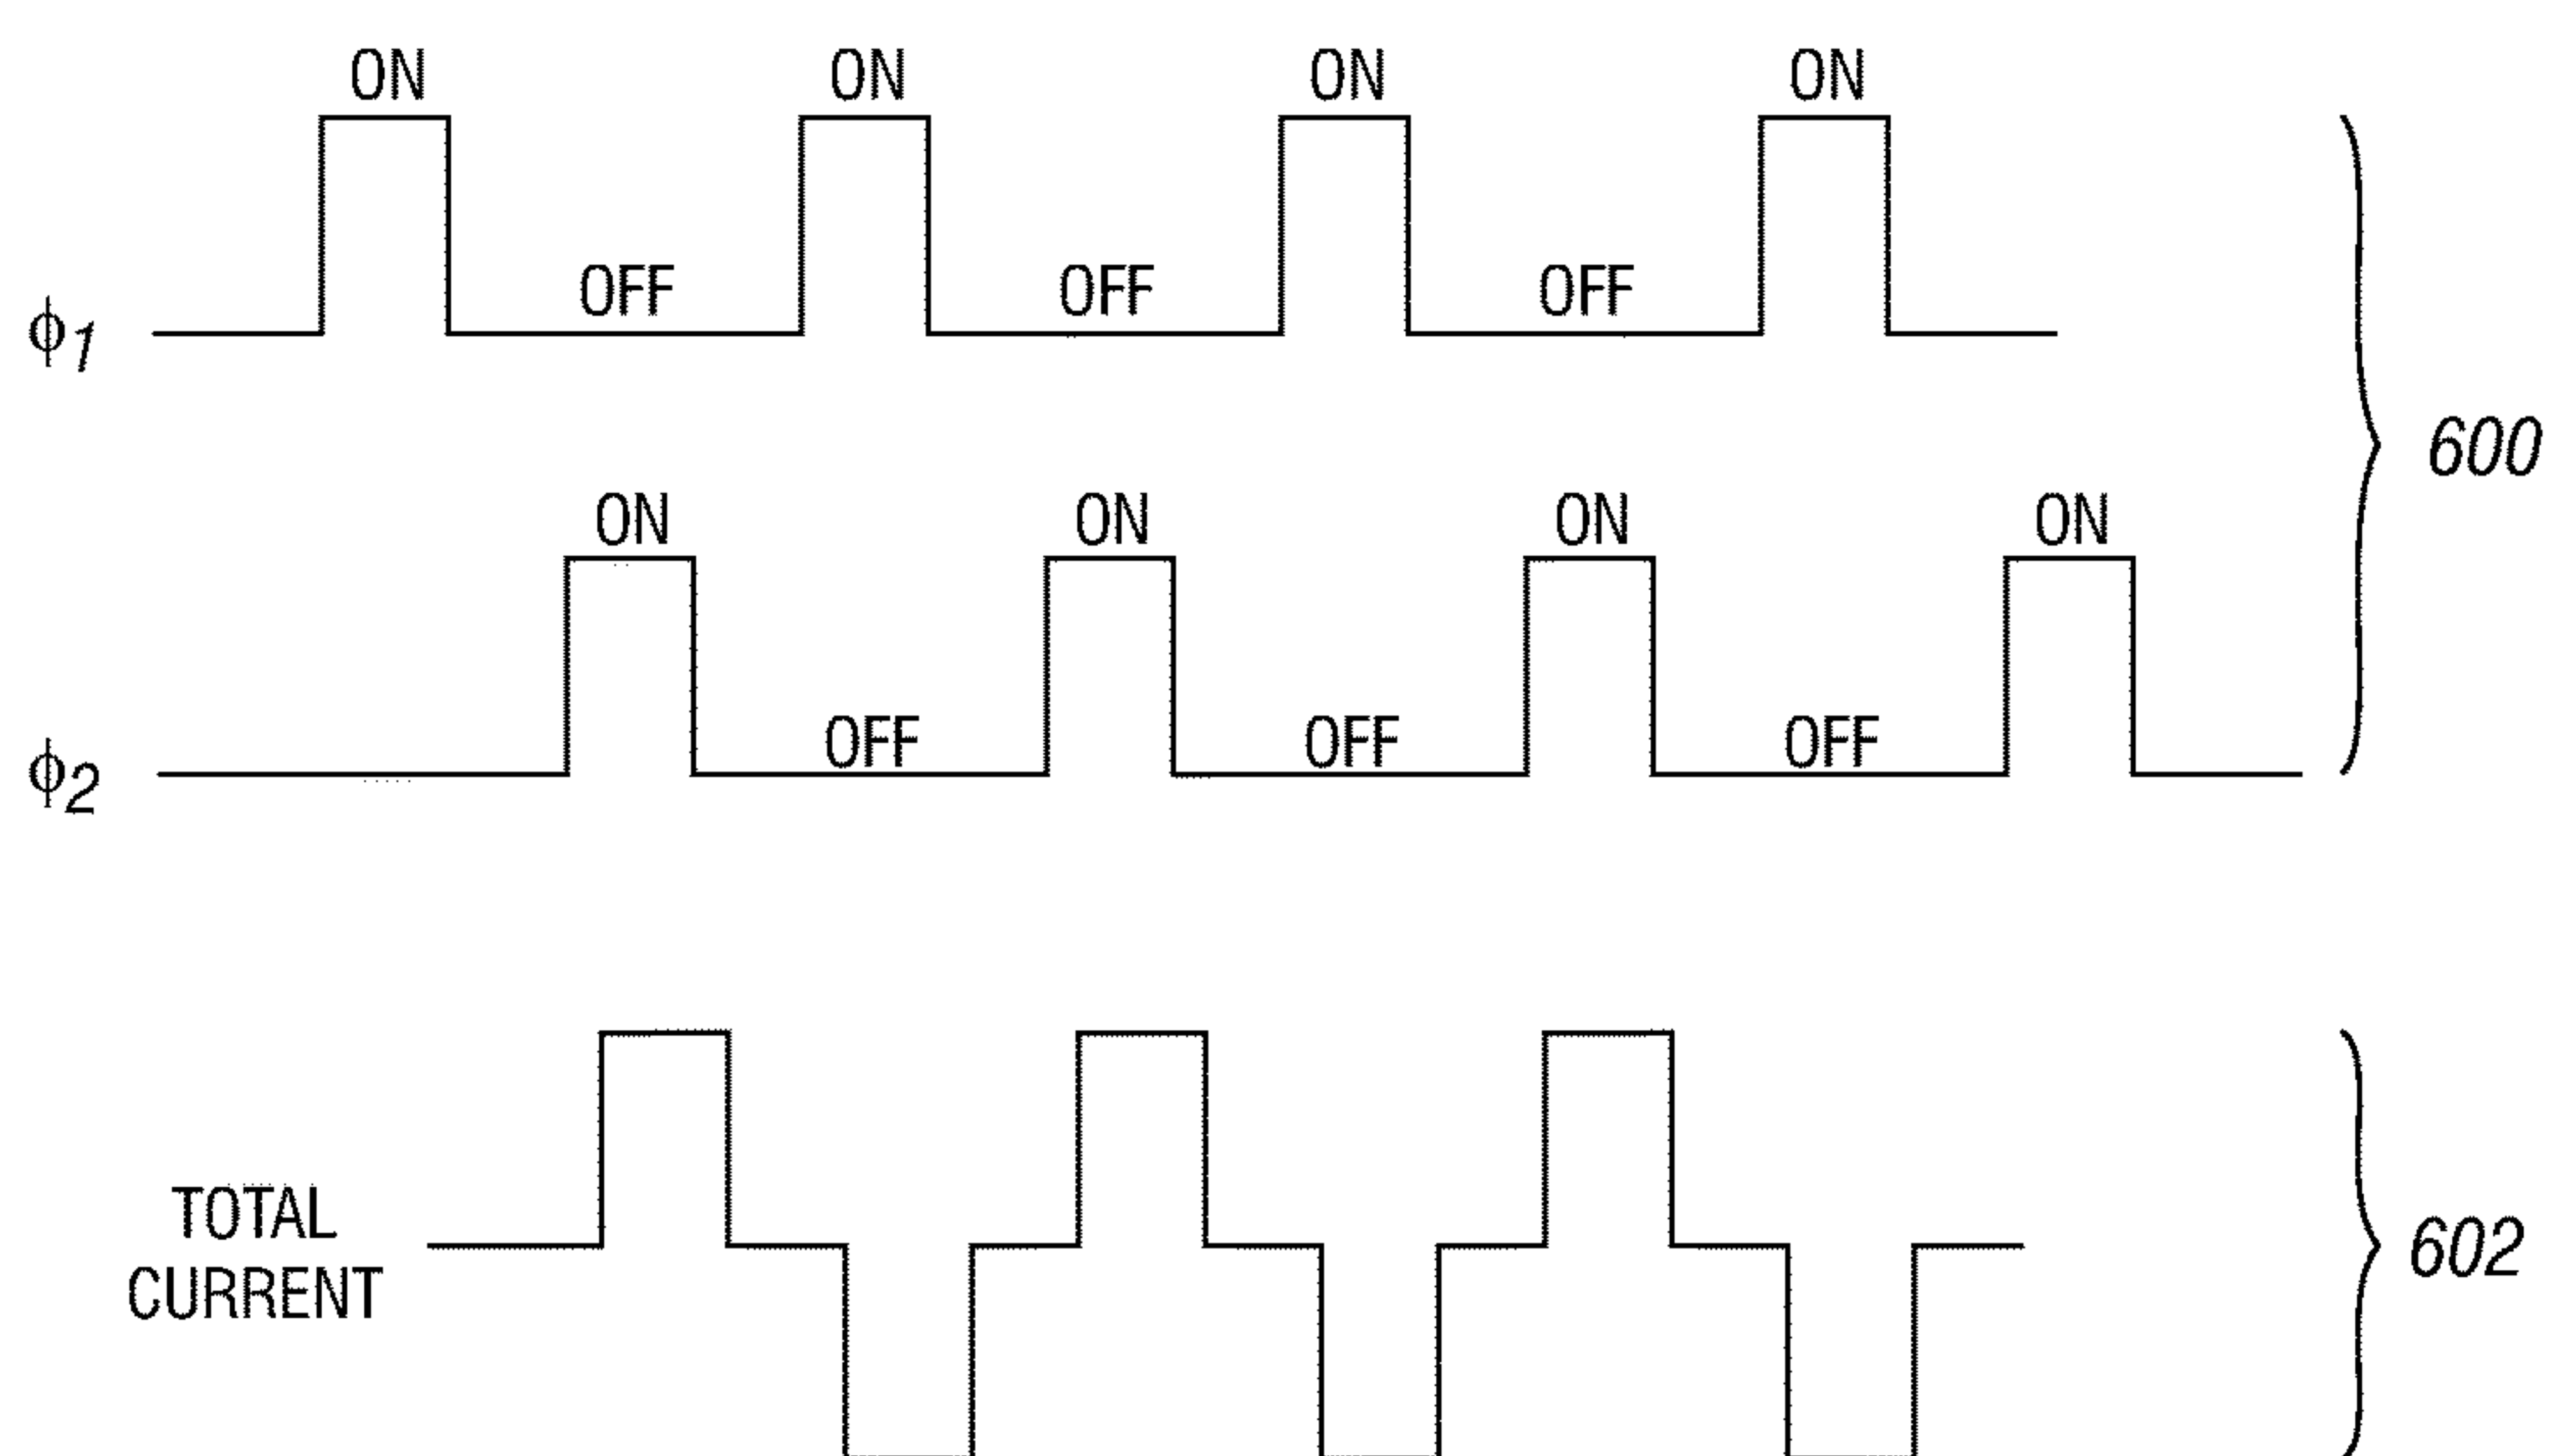 ON ON ON ON
OFF OFF OFF
ϕ1
600
ON ON ON ON
OFF OFF OFF
ϕ2
TOTAL
CURRENT
602